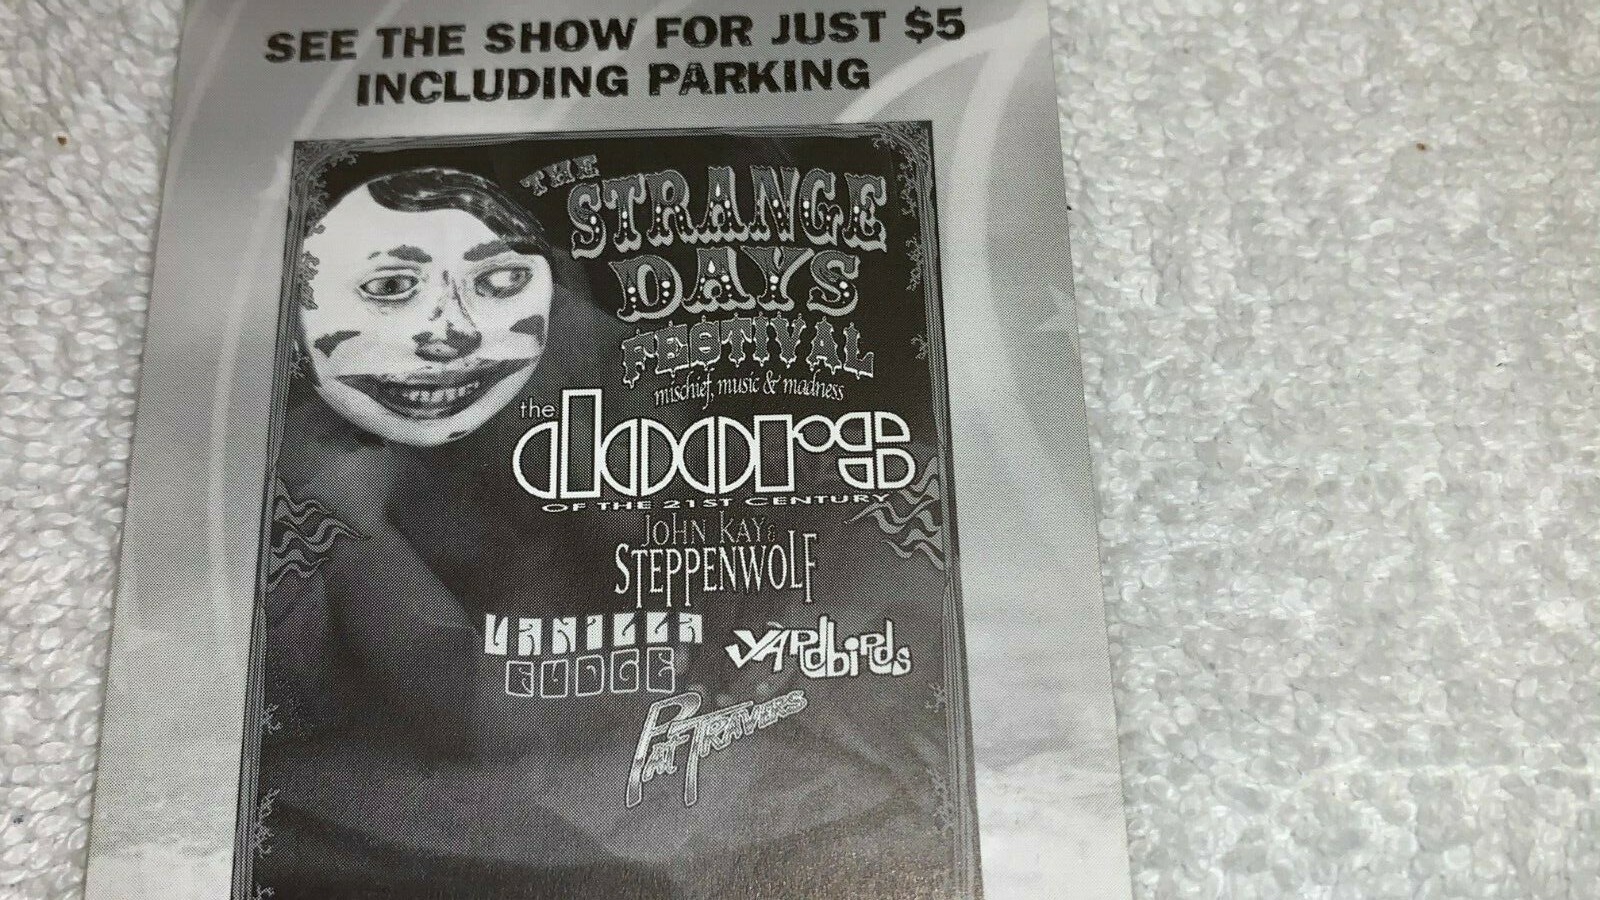 SEE THE SHOW FOR JUST $5
INCLUDING PARKING
THE
STRANGE
DAYS
FESTIVAL
mischief, music & madness
the
doors
OF THE 21ST CENTURY
JOHN KAY &
STEPPENWOLF
VANILLA
FUDGE
YARdbiRds
PAT TRAVERS